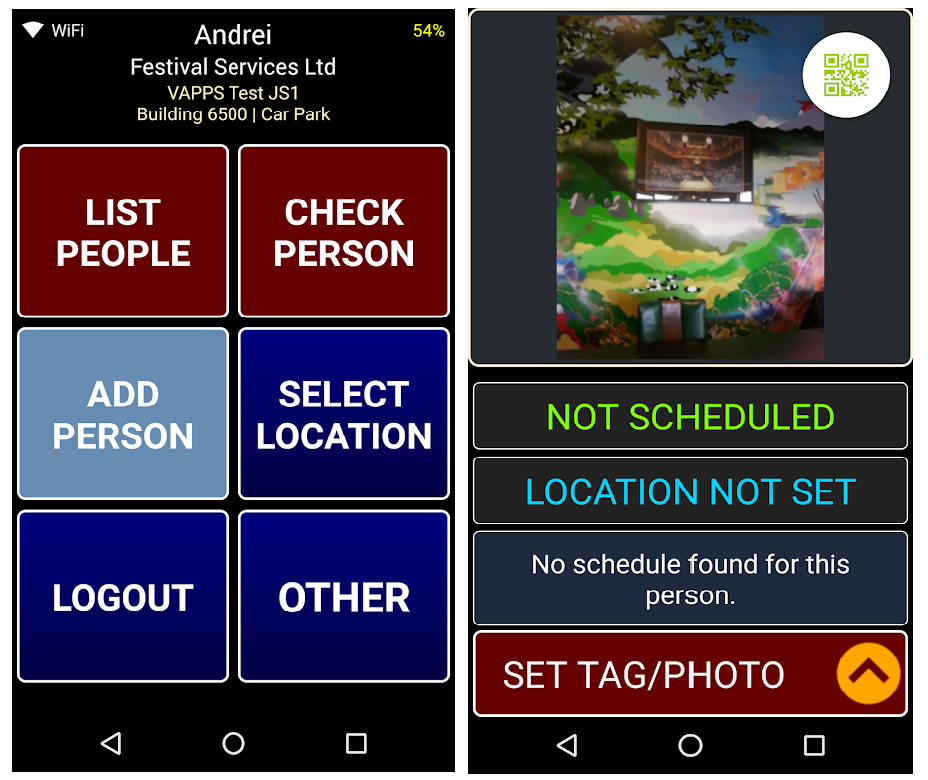 WiFi
Andrei
54%
Festival Services Ltd
VAPPS Test JS1
Building 6500 | Car Park
LIST
PEOPLE
CHECK
PERSON
ADD
PERSON
SELECT
LOCATION
LOGOUT
OTHER
NOT SCHEDULED
LOCATION NOT SET
No schedule found for this
person.
SET TAG/PHOTO